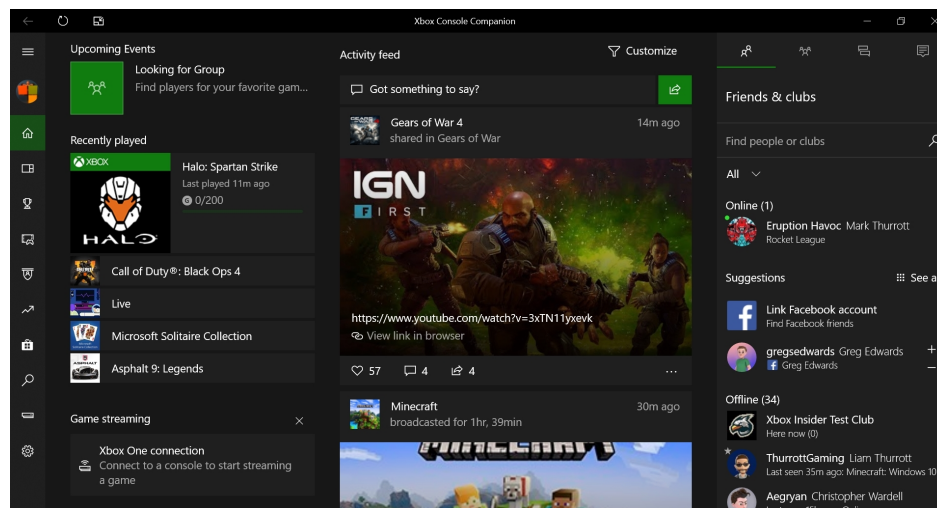 Xbox Console Companion
Upcoming Events
Looking for Group
Find players for your favorite gam...
Recently played
XBOX
HALO
Halo: Spartan Strike
Last played 11m ago
G 0/200
Call of Duty®: Black Ops 4
Live
Microsoft Solitaire Collection
ASPHALT
Asphalt 9: Legends
Game streaming
Xbox One connection
Connect to a console to start streaming
a game
Activity feed
Customize
Got something to say?
Gears of War 4
14m ago
shared in Gears of War
IGN
FIRST
https://www.youtube.com/watch?v=3xTN11yxevk
View link in browser
57
4
4
...
Minecraft
30m ago
broadcasted for 1hr, 39min
MINECRAFT
Friends & clubs
Find people or clubs
All
Online (1)
Eruption Havoc Mark Thurrott
Rocket League
Suggestions
See a
Link Facebook account
Find Facebook friends
gregsedwards Greg Edwards
Greg Edwards
Offline (34)
Xbox Insider Test Club
Here now (0)
ThurrottGaming Liam Thurrott
Last seen 35m ago: Minecraft: Windows 10
Aegryan Christopher Wardell